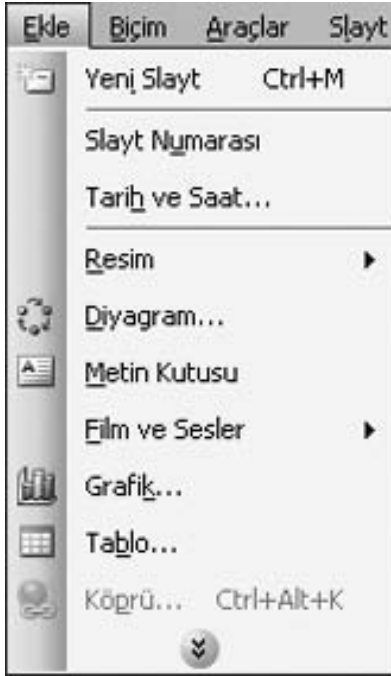 Ekle Biçim Araçlar Slayt
Yeni Slayt Ctrl+M
Slayt Numarası
Tarih ve Saat...
Resim
Diyagram...
Metin Kutusu
Film ve Sesler
Grafik...
Tablo...
Köprü... Ctrl+Alt+K